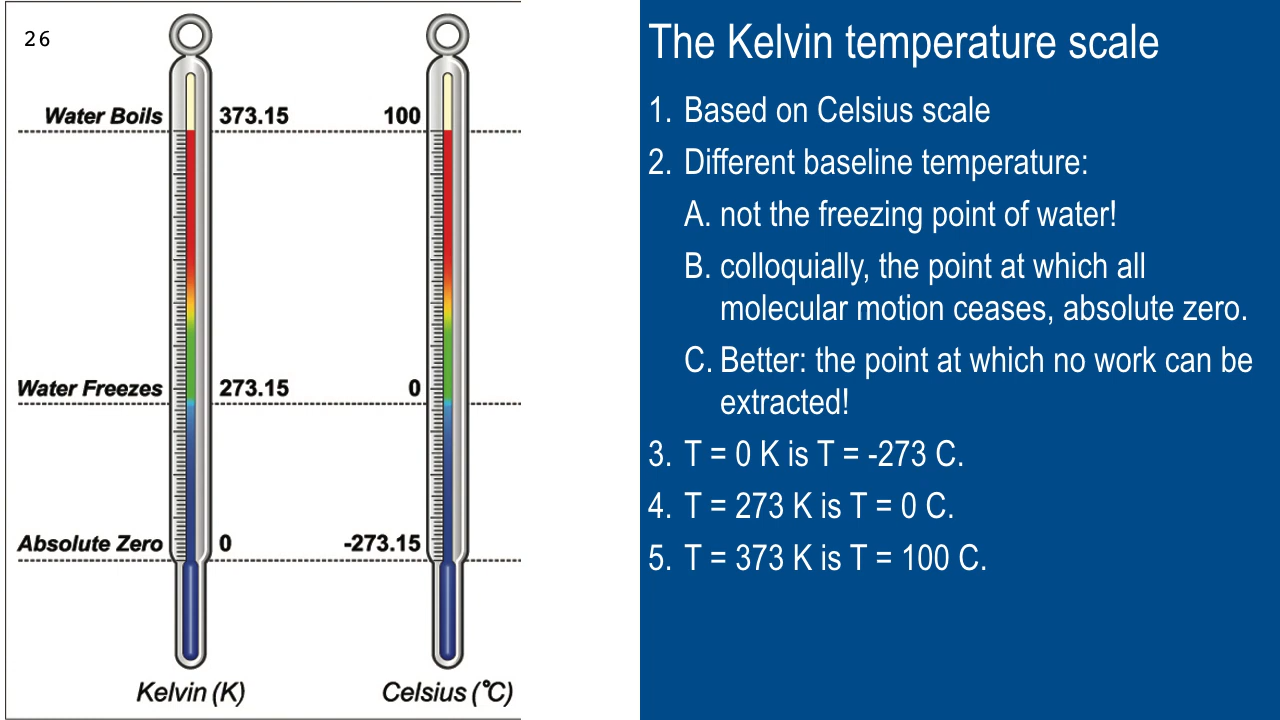 26
Water Boils 373.15 100
Water Freezes 273.15 0
Absolute Zero 0 -273.15
Kelvin (K) Celsius (°C)
The Kelvin temperature scale
1. Based on Celsius scale
2. Different baseline temperature:
A. not the freezing point of water!
B. colloquially, the point at which all
molecular motion ceases, absolute zero.
C. Better: the point at which no work can be
extracted!
3. T = 0 K is T = -273 C.
4. T = 273 K is T = 0 C.
5. T = 373 K is T = 100 C.